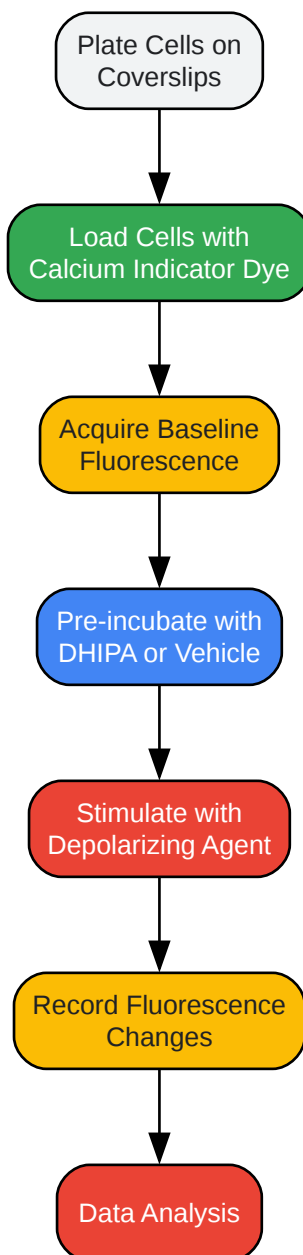 Plate Cells on
Coverslips
Load Cells with
Calcium Indicator Dye
Acquire Baseline
Fluorescence
Pre-incubate with
DHIPA or Vehicle
Stimulate with
Depolarizing Agent
Record Fluorescence
Changes
Data Analysis